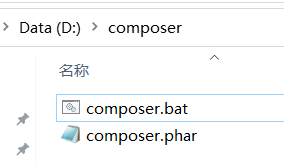 Data (D:) > composer
名称
composer.bat
composer.phar